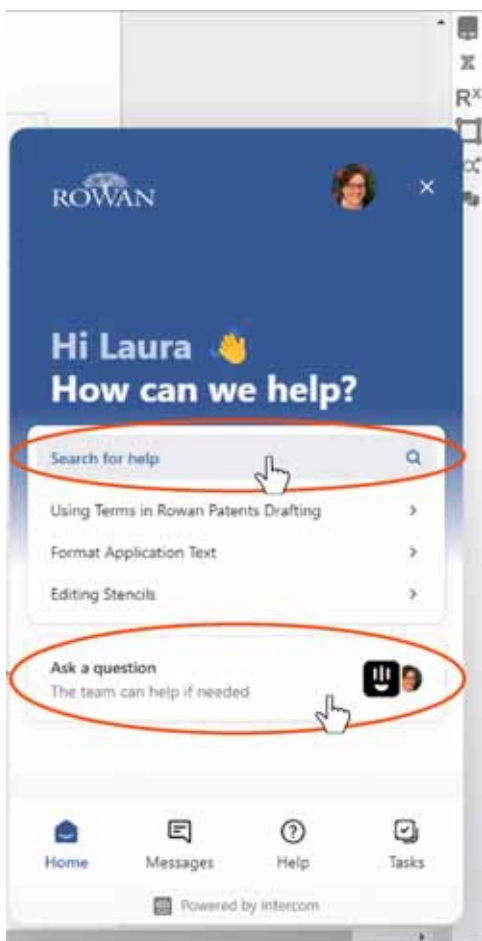 Rˣ
ROWAN
Hi Laura 👋
How can we help?
Search for help
Using Terms in Rowan Patents Drafting
Format Application Text
Editing Stencils
Ask a question
The team can help if needed
Home Messages Help Tasks
Powered by Intercom